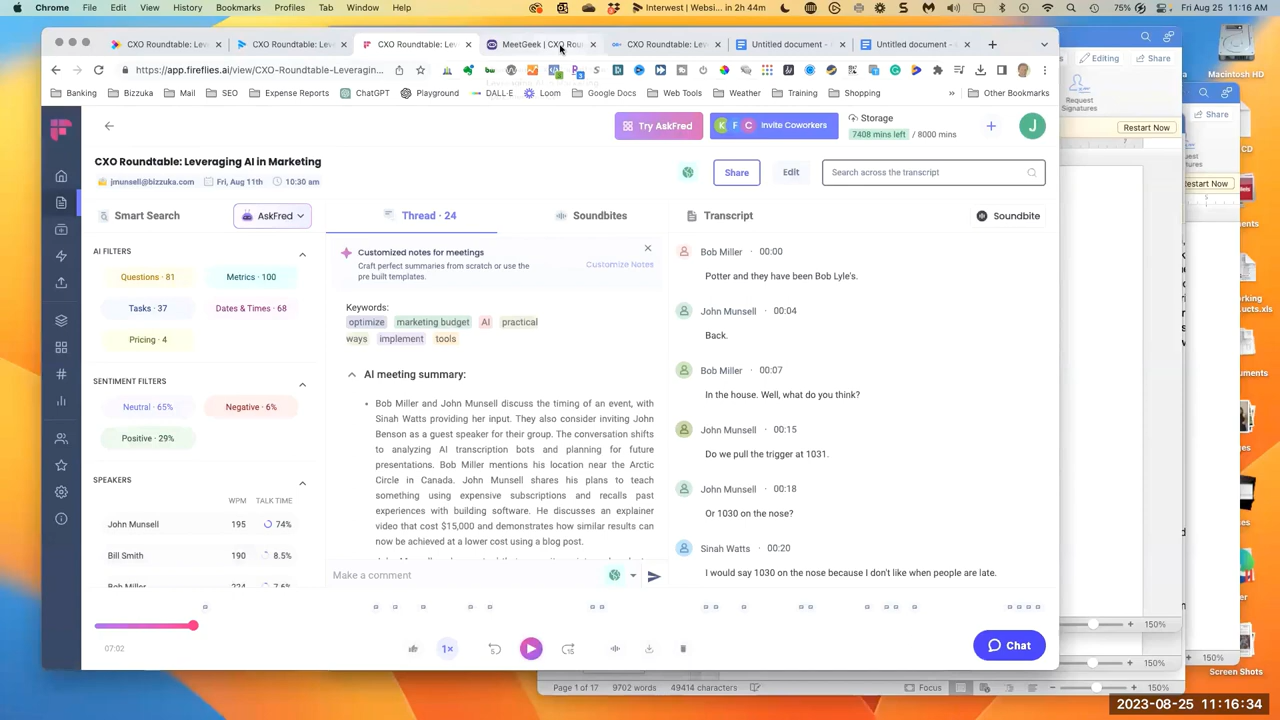 Chrome File Edit View History Bookmarks Profiles Tab Window Help Interwest | Websi... in 2h 44m 75% Fri Aug 25 11:16 AM
CXO Roundtable: Lev CXO Roundtable: Lev CXO Roundtable: Lev MeetGeek | CXO Rou CXO Roundtable: Lev Untitled document - Untitled document -
https://app.fireflies.ai/view/CXO-Roundtable-Leveragin...
Banking Bizzuka Mail SEO Expense Reports ChatGPT Playground DALL-E Loom Google Docs Web Tools Weather Training Shopping » Other Bookmarks
Editing Share
Request
Signatures
Restart Now
Share
Macintosh HD
CD
Try AskFred
Invite Coworkers
Storage
7408 mins left / 8000 mins
J
CXO Roundtable: Leveraging AI in Marketing
jmunsell@bizzuka.com Fri, Aug 11th 10:30 am
Share Edit Search across the transcript
Smart Search AskFred Thread · 24 Soundbites Transcript Soundbite
AI FILTERS
Questions · 81 Metrics · 100
Tasks · 37 Dates & Times · 68
Pricing · 4
SENTIMENT FILTERS
Neutral · 65% Negative · 6%
Positive · 29%
SPEAKERS
WPM TALK TIME
John Munsell 195 74%
Bill Smith 190 8.5%
Bob Miller 224 7.6%
Customized notes for meetings
Craft perfect summaries from scratch or use the
pre built templates.
Customize Notes
Keywords:
optimize marketing budget AI practical
ways implement tools
AI meeting summary:
Bob Miller and John Munsell discuss the timing of an event, with
Sinah Watts providing her input. They also consider inviting John
Benson as a guest speaker for their group. The conversation shifts
to analyzing AI transcription bots and planning for future
presentations. Bob Miller mentions his location near the Arctic
Circle in Canada. John Munsell shares his plans to teach
something using expensive subscriptions and recalls past
experiences with building software. He discusses an explainer
video that cost $15,000 and demonstrates how similar results can
now be achieved at a lower cost using a blog post.
Make a comment
Bob Miller · 00:00
Potter and they have been Bob Lyle's.
John Munsell · 00:04
Back.
Bob Miller · 00:07
In the house. Well, what do you think?
John Munsell · 00:15
Do we pull the trigger at 1031.
John Munsell · 00:18
Or 1030 on the nose?
Sinah Watts · 00:20
I would say 1030 on the nose because I don't like when people are late.
07:02
1×
Chat
150%
150%
150%
Page 1 of 17 9702 words 49414 characters Focus 150%
Screen Shots
2023-08-25 11:16:34